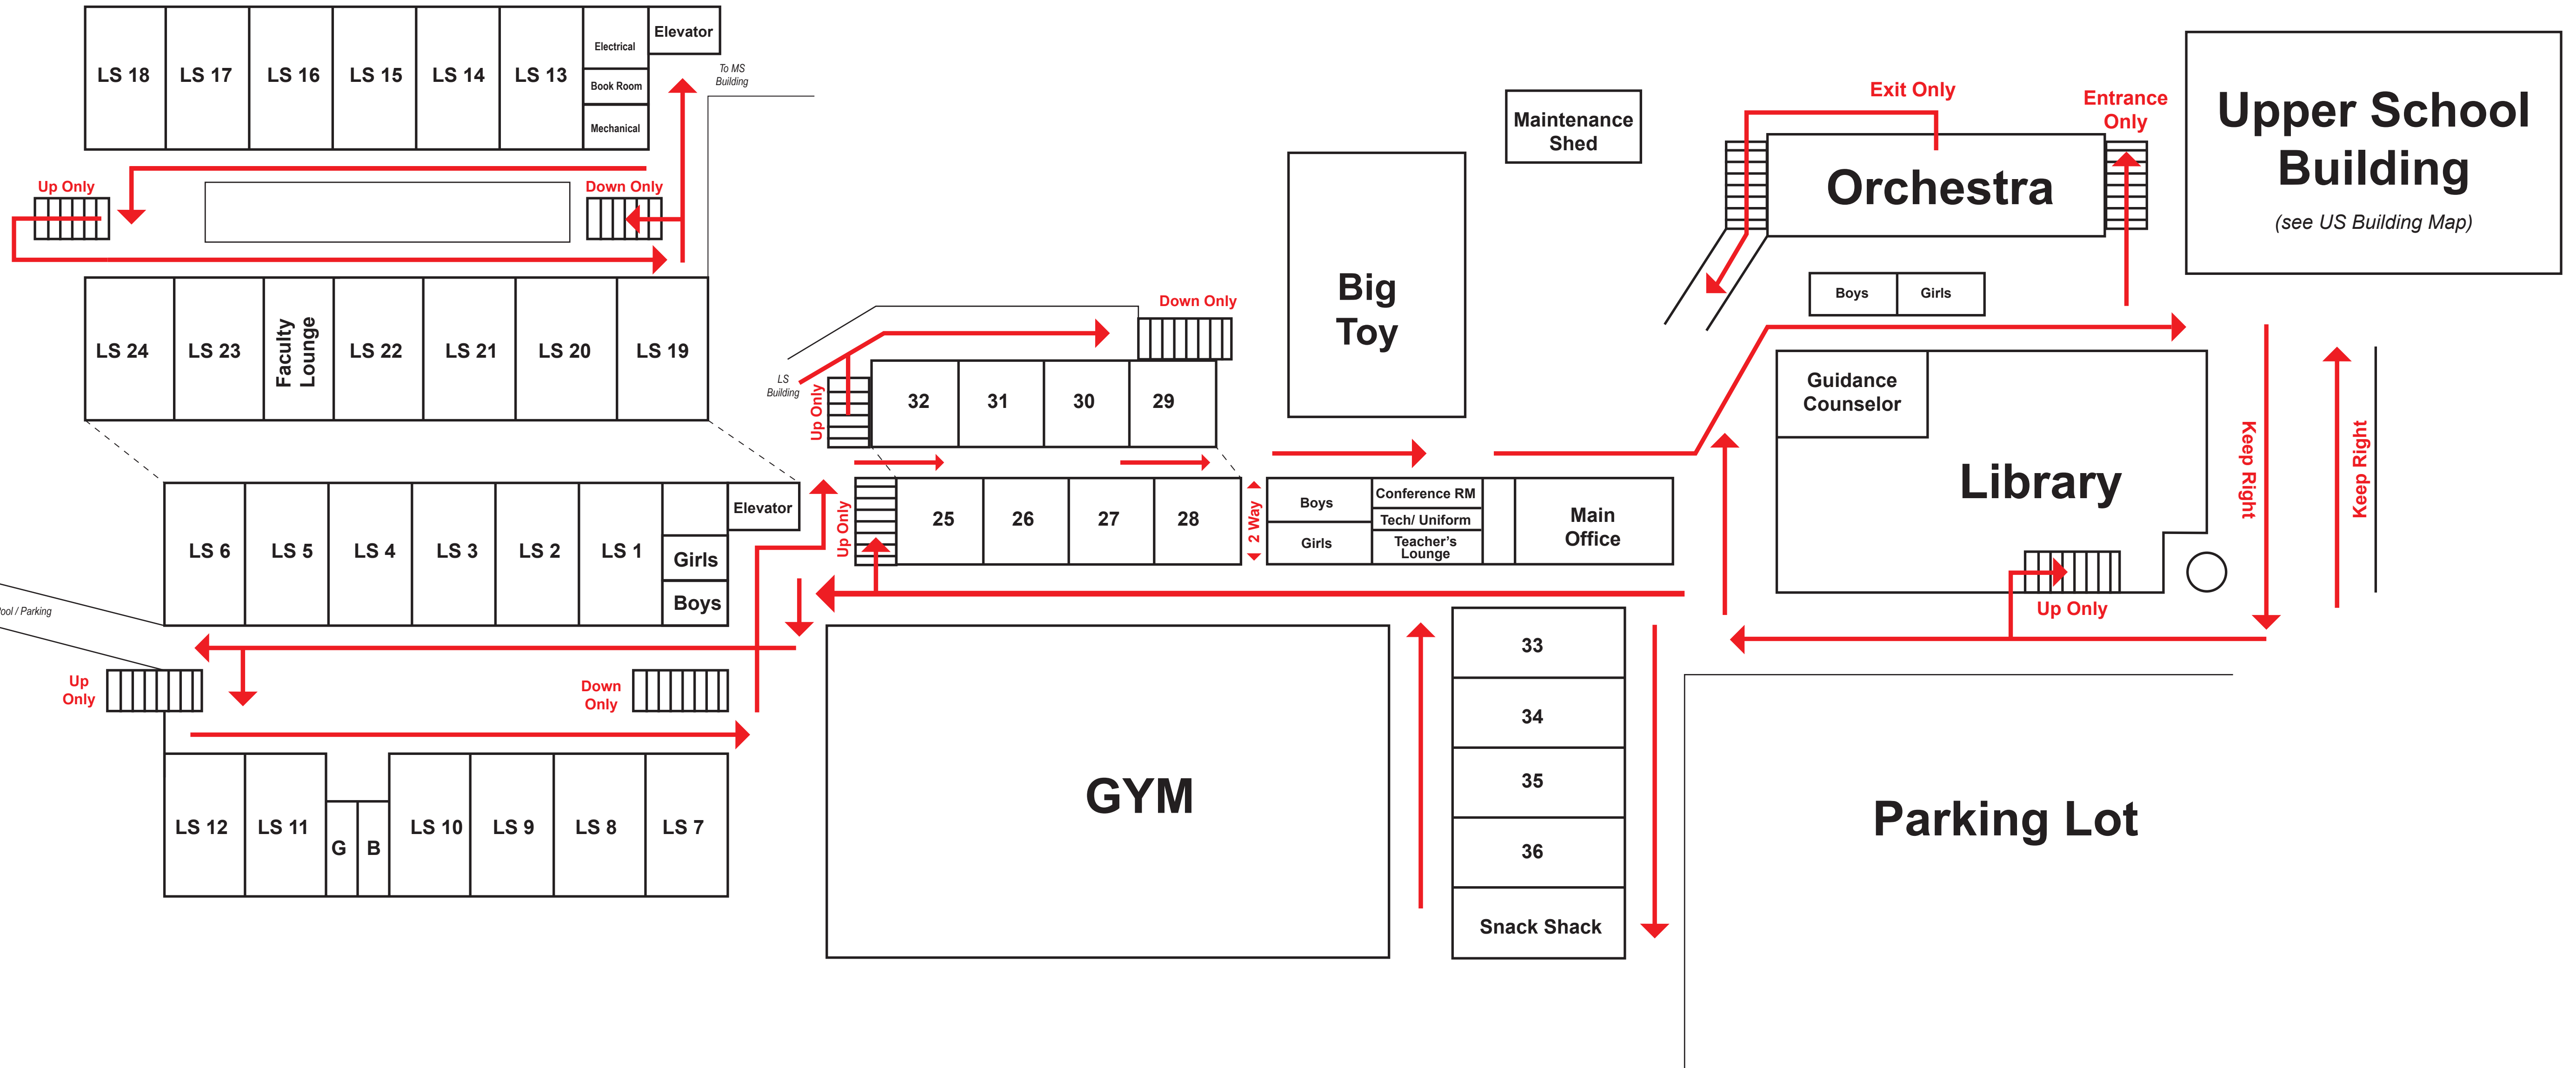 LS 18
LS 17
LS 16
LS 15
LS 14
LS 13
Electrical
Book Room
Mechanical
Elevator
To MS
Building
Up Only
Down Only
LS 24
LS 23
Faculty
Lounge
LS 22
LS 21
LS 20
LS 19
LS 6
LS 5
LS 4
LS 3
LS 2
LS 1
Girls
Boys
Elevator
/ Parking
Up
Only
Down
Only
LS 12
LS 11
G
B
LS 10
LS 9
LS 8
LS 7
LS
Building
Up Only
Down Only
32
31
30
29
Up Only
25
26
27
28
2 Way
Boys
Girls
Conference RM
Tech/ Uniform
Teacher's
Lounge
Main
Office
Big
Toy
Maintenance
Shed
GYM
33
34
35
36
Snack Shack
Exit Only
Entrance
Only
Orchestra
Boys
Girls
Upper School
Building
(see US Building Map)
Guidance
Counselor
Library
Up Only
Keep Right
Keep Right
Parking Lot